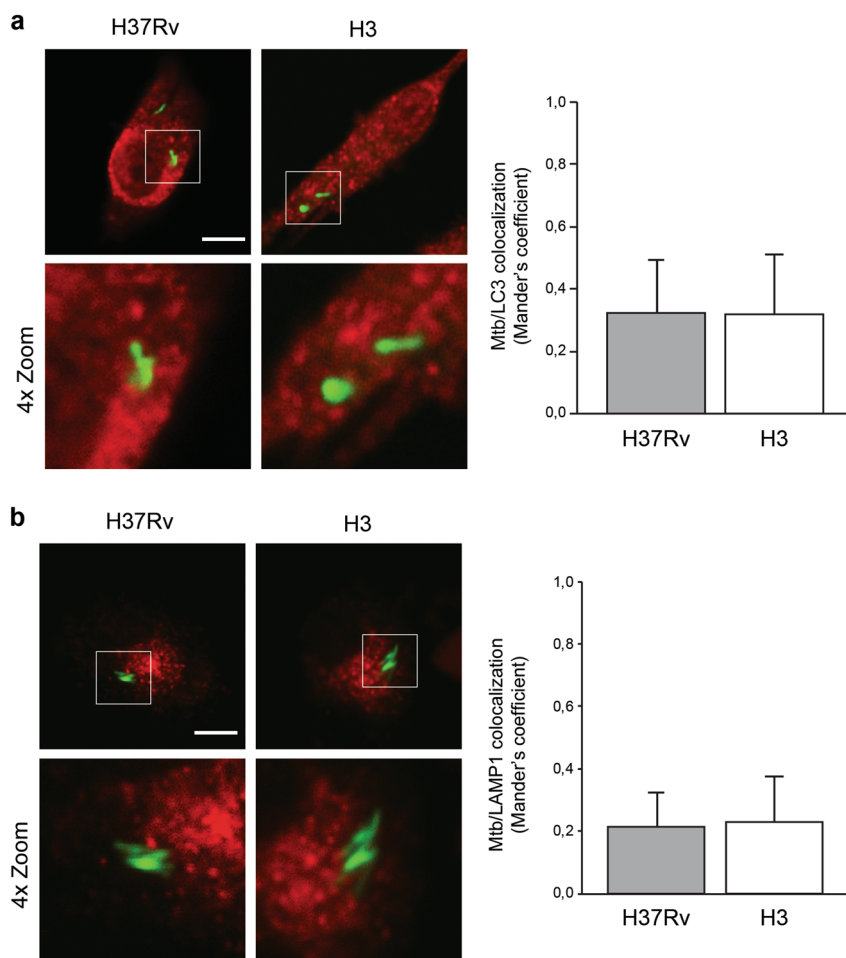 a
H37Rv
H3
4x Zoom
Mtb/LC3 colocalization
(Mander's coefficient)
1,0
0,8
0,6
0,4
0,2
0,0
H37Rv
H3
b
H37Rv
H3
4x Zoom
Mtb/LAMP1 colocalization
(Mander's coefficient)
1,0
0,8
0,6
0,4
0,2
0,0
H37Rv
H3